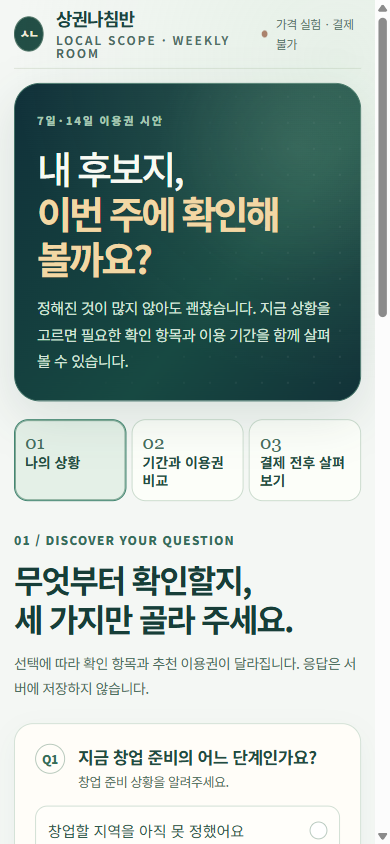 ㅅㄴ
상권나침반
LOCAL SCOPE · WEEKLY
ROOM
가격 실험 · 결제
불가
7일·14일 이용권 시안
내 후보지,
이번 주에 확인해
볼까요?
정해진 것이 많지 않아도 괜찮습니다. 지금 상황을
고르면 필요한 확인 항목과 이용 기간을 함께 살펴
볼 수 있습니다.
01
나의 상황
02
기간과 이용권
비교
03
결제 전후 살펴
보기
01 / DISCOVER YOUR QUESTION
무엇부터 확인할지,
세 가지만 골라 주세요.
선택에 따라 확인 항목과 추천 이용권이 달라집니다. 응답은 서
버에 저장하지 않습니다.
Q1
지금 창업 준비의 어느 단계인가요?
창업 준비 상황을 알려주세요.
창업할 지역을 아직 못 정했어요